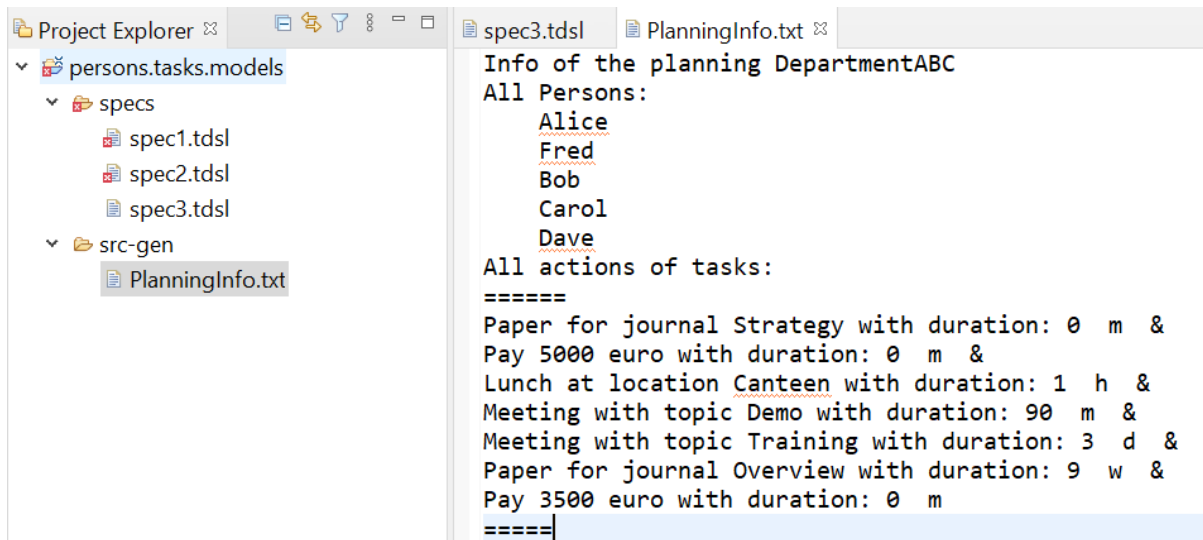 Project Explorer
persons.tasks.models
specs
spec1.tdsl
spec2.tdsl
spec3.tdsl
src-gen
PlanningInfo.txt
spec3.tdsl
PlanningInfo.txt
Info of the planning DepartmentABC
All Persons:
Alice
Fred
Bob
Carol
Dave
All actions of tasks:
======
Paper for journal Strategy with duration: 0 m &
Pay 5000 euro with duration: 0 m &
Lunch at location Canteen with duration: 1 h &
Meeting with topic Demo with duration: 90 m &
Meeting with topic Training with duration: 3 d &
Paper for journal Overview with duration: 9 w &
Pay 3500 euro with duration: 0 m
=====